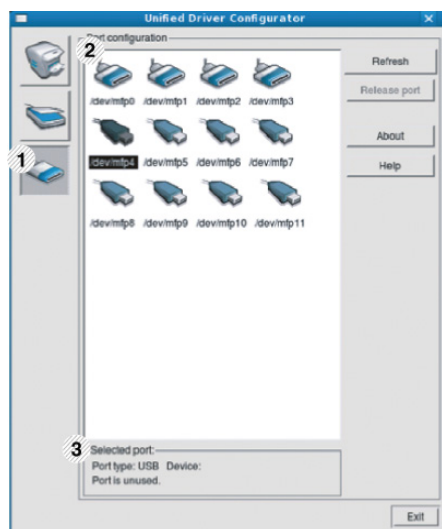 Unified Driver Configurator
2
Port configuration
Refresh
/dev/mfp0 /dev/mfp1 /dev/mfp2 /dev/mfp3
Release port
About
1
/dev/mfp4 /dev/mfp5 /dev/mfp6 /dev/mfp7
Help
/dev/mfp8 /dev/mfp9 /dev/mfp10 /dev/mfp11
3
Selected port:
Port type: USB Device:
Port is unused.
Exit